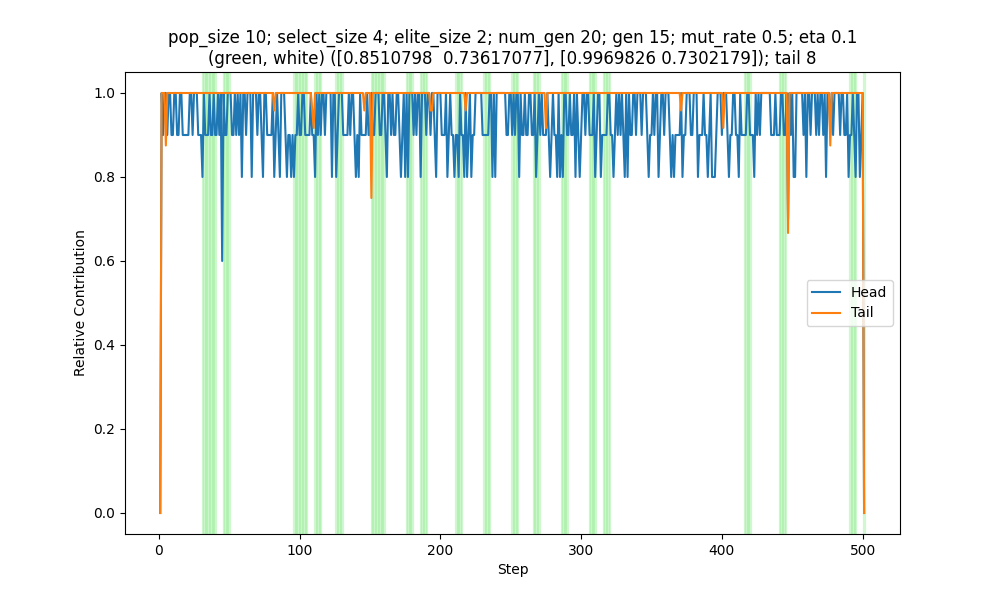 pop_size 10; select_size 4; elite_size 2; num_gen 20; gen 15; mut_rate 0.5; eta 0.1
(green, white) ([0.8510798  0.73617077], [0.9969826 0.7302179]); tail 8
1.0
0.8
0.6
0.4
0.2
0.0
Relative Contribution
Head
Tail
0
100
200
300
400
500
Step